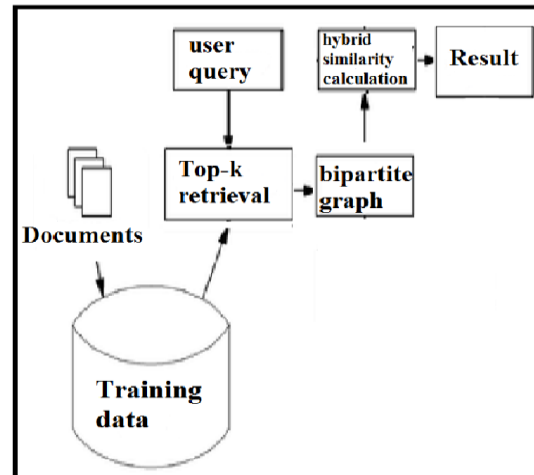 user
query
hybrid
similarity
calculation
Result
Top-k
retrieval
bipartite
graph
Documents
Training
data